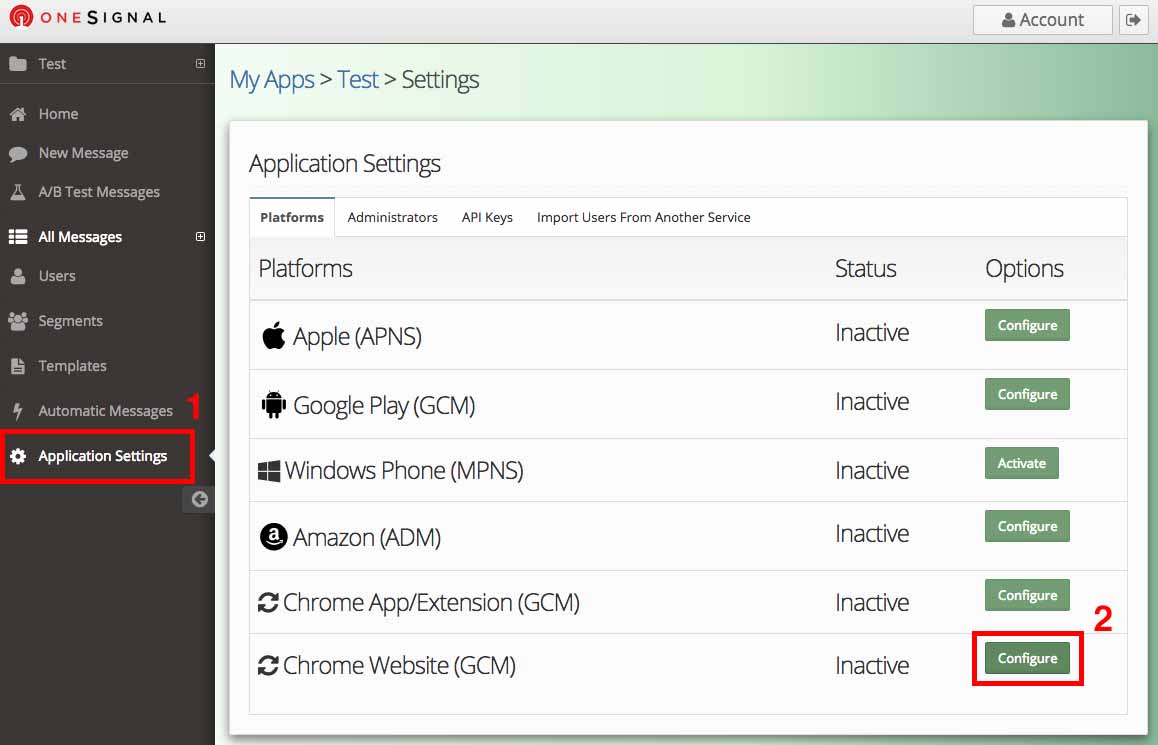 ONESIGNAL
Account
Test
My Apps > Test > Settings
Home
New Message
A/B Test Messages
All Messages
Users
Segments
Templates
Automatic Messages
1
Application Settings
Application Settings
Platforms Administrators API Keys Import Users From Another Service
Platforms Status Options
Apple (APNS) Inactive Configure
Google Play (GCM) Inactive Configure
Windows Phone (MPNS) Inactive Activate
Amazon (ADM) Inactive Configure
Chrome App/Extension (GCM) Inactive Configure
2
Chrome Website (GCM) Inactive Configure